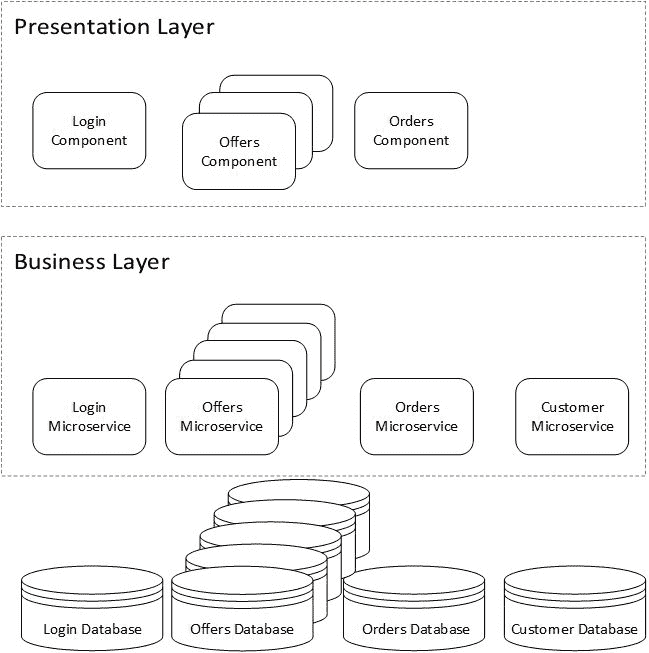 Presentation Layer
Login
Component
Offers
Component
Orders
Component
Business Layer
Login
Microservice
Offers
Microservice
Orders
Microservice
Customer
Microservice
Login Database
Offers Database
Orders Database
Customer Database